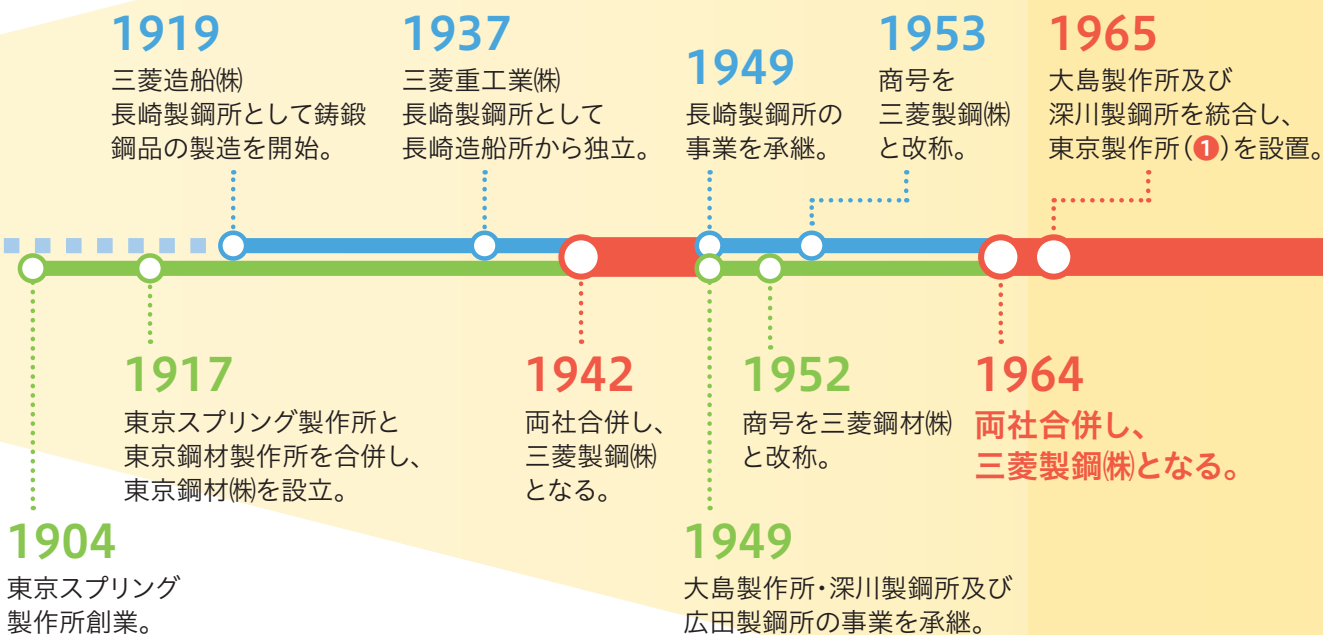 1919
三菱造船㈱
長崎製鋼所として鋳鍛
鋼品の製造を開始。
1937
三菱重工業㈱
長崎製鋼所として
長崎造船所から独立。
1949
長崎製鋼所の
事業を承継。
1953
商号を
三菱製鋼㈱
と改称。
1965
大島製作所及び
深川製鋼所を統合し、
東京製作所（❶）を設置。
1904
東京スプリング
製作所創業。
1917
東京スプリング製作所と
東京鋼材製作所を合併し、
東京鋼材㈱を設立。
1942
両社合併し、
三菱製鋼㈱
となる。
1949
大島製作所・深川製鋼所及び
広田製鋼所の事業を承継。
1952
商号を三菱鋼材㈱
と改称。
1964
両社合併し、
三菱製鋼㈱となる。